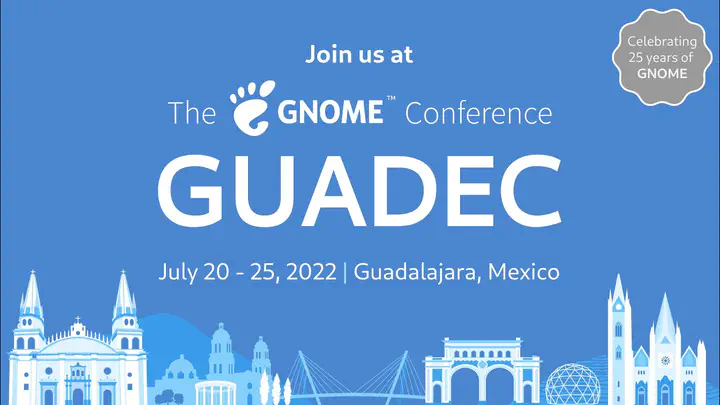 Join us at
Celebrating
25 years of
GNOME
The GNOME™ Conference
GUADEC
July 20 - 25, 2022 | Guadalajara, Mexico